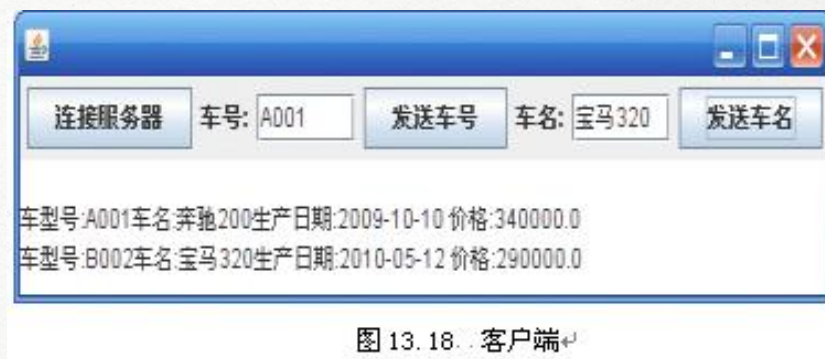 连接服务器 车号: A001 发送车号 车名: 宝马320 发送车名
车型号:A001车名:奔驰200生产日期:2009-10-10 价格:340000.0
车型号:B002车名:宝马320生产日期:2010-05-12 价格:290000.0
图 13.18 客户端